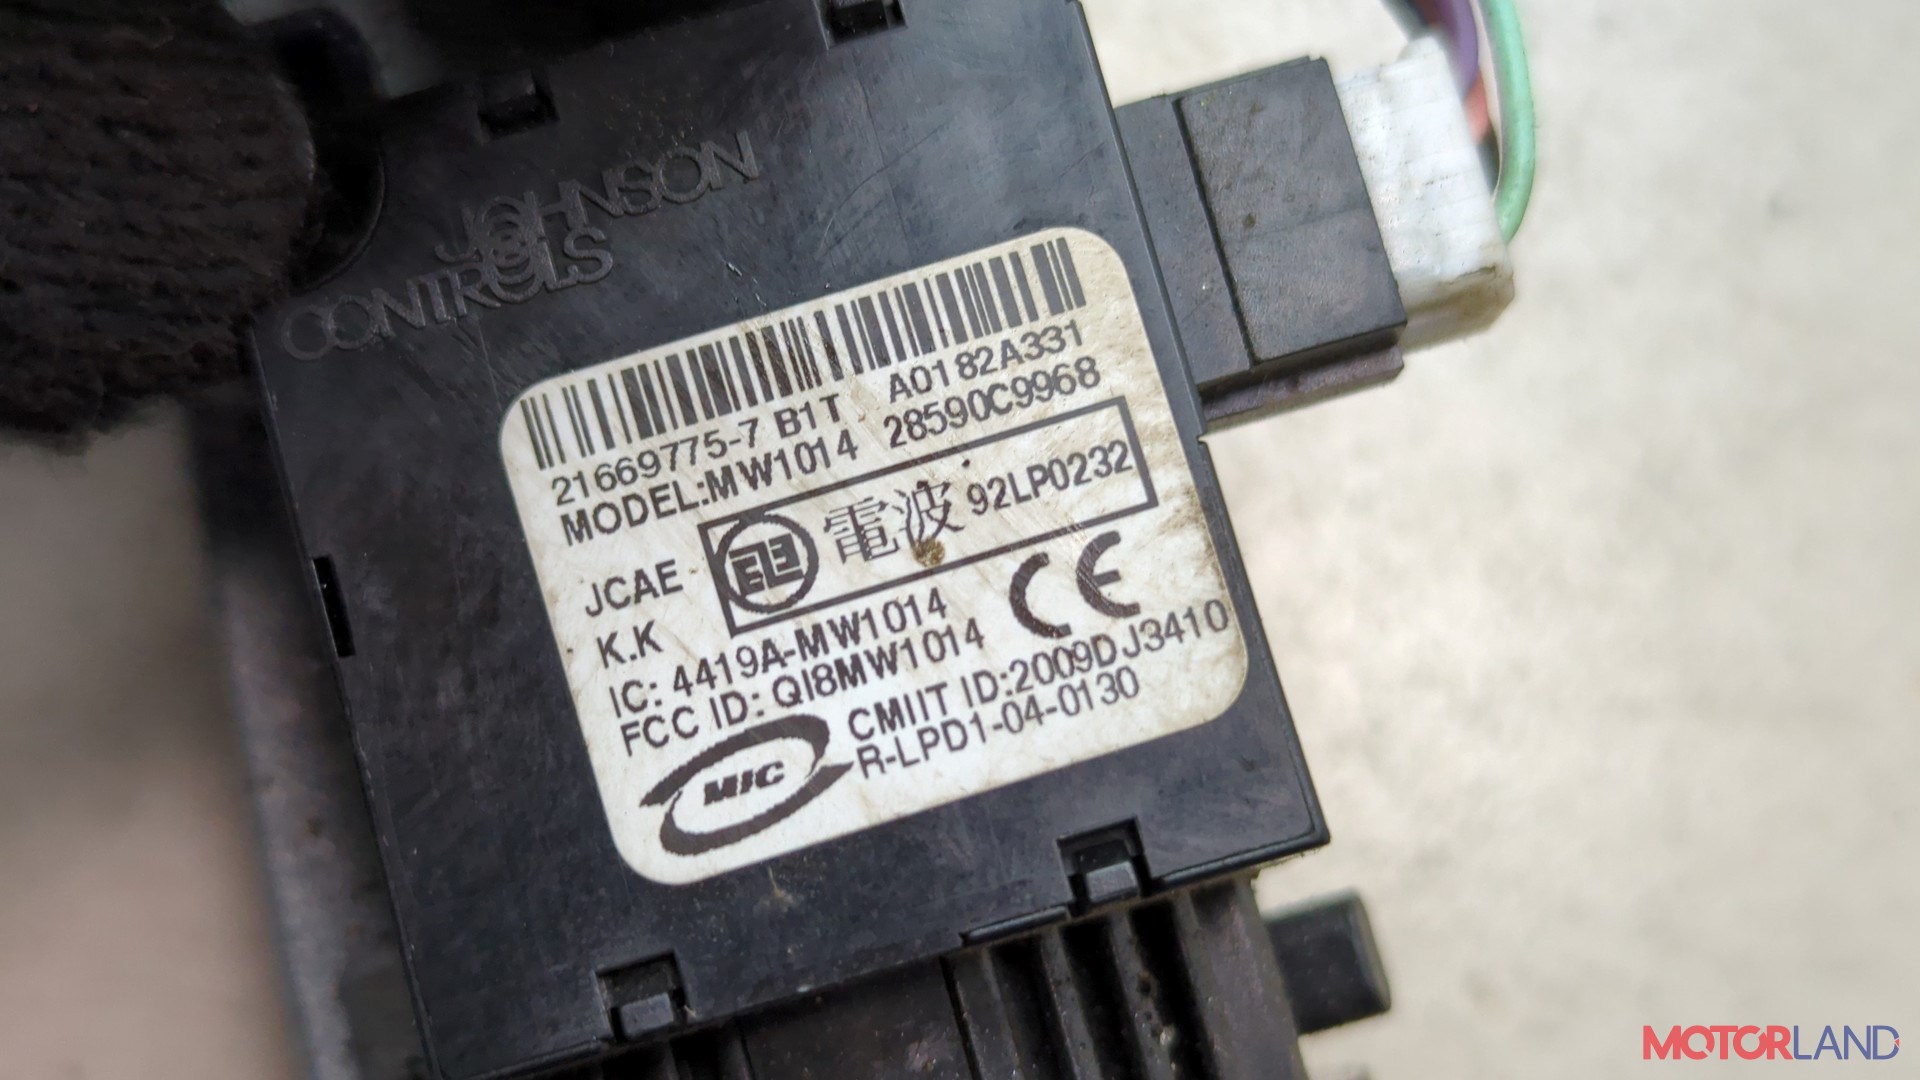 JOHNSON
CONTROLS
21669775-7 B1T A0182A331
MODEL:MW1014 28590C9968
JCAE
K.K
電波 92LP0232
IC: 4419A-MW1014
FCC ID: QI8MW1014
CE
CMIIT ID:2009DJ3410
R-LPD1-04-0130
MIC
MOTORLAND